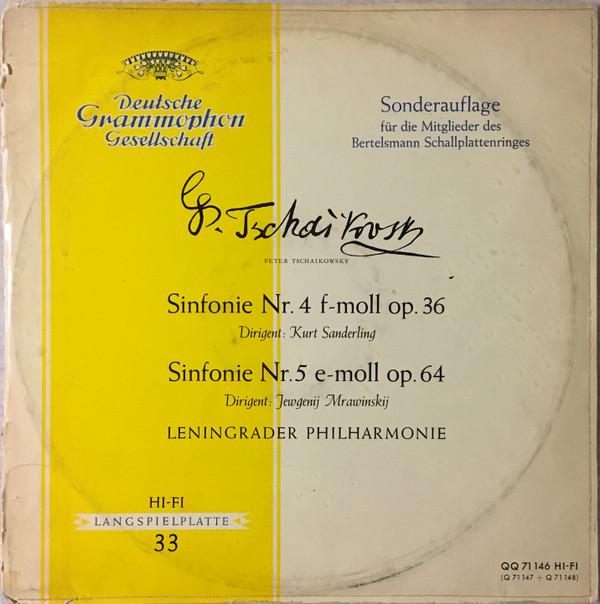 Deutsche
Grammophon
Gesellschaft
Sonderauflage
für die Mitglieder des
Bertelsmann Schallplattenringes
P. Tschaikowsky
PETER TSCHAIKOWSKY
Sinfonie Nr. 4 f-moll op. 36
Dirigent: Kurt Sanderling
Sinfonie Nr. 5 e-moll op. 64
Dirigent: Jewgenij Mrawinskij
LENINGRADER PHILHARMONIE
HI-FI
LANGSPIELPLATTE
33
QQ 71 146 HI-FI
(Q 71 147 + Q 71 148)